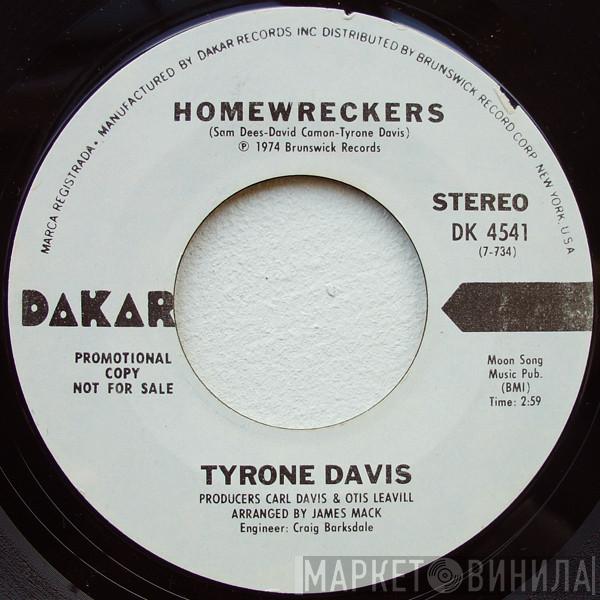 MARCA REGISTRADA • MANUFACTURED BY DAKAR RECORDS INC DISTRIBUTED BY BRUNSWICK RECORD CORP. NEW YORK, U.S.A
HOMEWRECKERS
(Sam Dees-David Camon-Tyrone Davis)
℗ 1974 Brunswick Records
STEREO
DK 4541
(7-734)
DAKAR
PROMOTIONAL
COPY
NOT FOR SALE
Moon Song
Music Pub.
(BMI)
Time: 2:59
TYRONE DAVIS
PRODUCERS CARL DAVIS & OTIS LEAVILL
ARRANGED BY JAMES MACK
Engineer: Craig Barksdale
МАРКЕТ ВИНИЛА